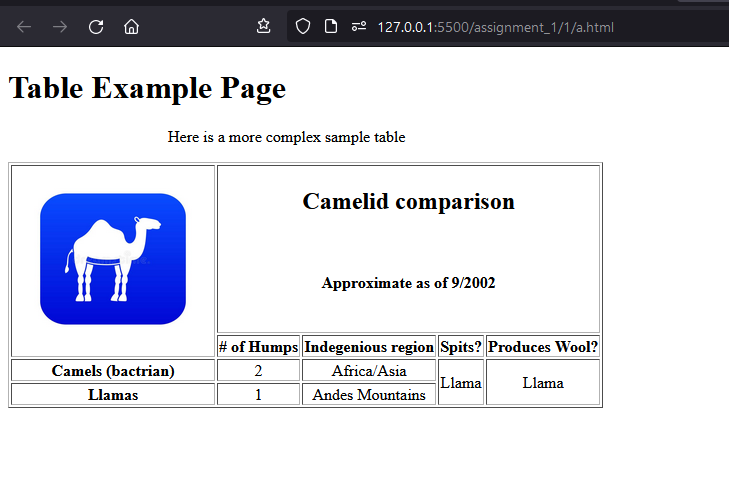 127.0.0.1:5500/assignment_1/1/a.html
Table Example Page
Here is a more complex sample table
Camelid comparison
Approximate as of 9/2002
# of Humps Indegenious region Spits? Produces Wool?
Camels (bactrian) 2 Africa/Asia Llama Llama
Llamas 1 Andes Mountains